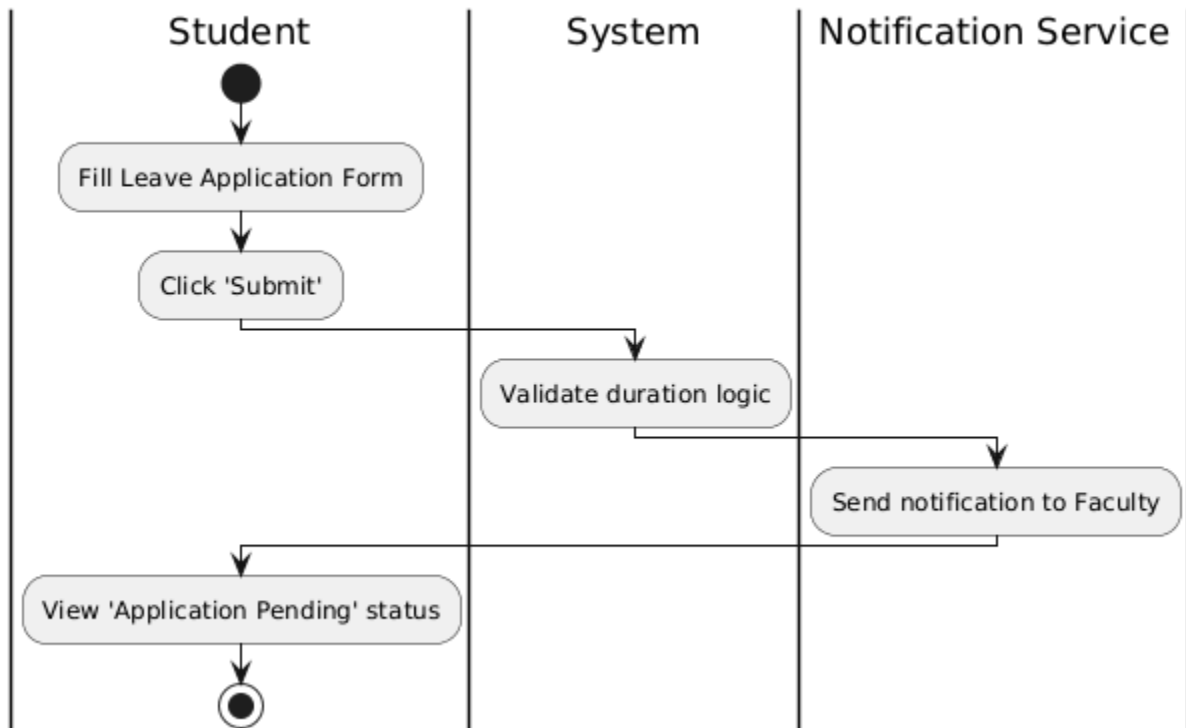 Student System Notification Service
Fill Leave Application Form
Click 'Submit'
Validate duration logic
Send notification to Faculty
View 'Application Pending' status